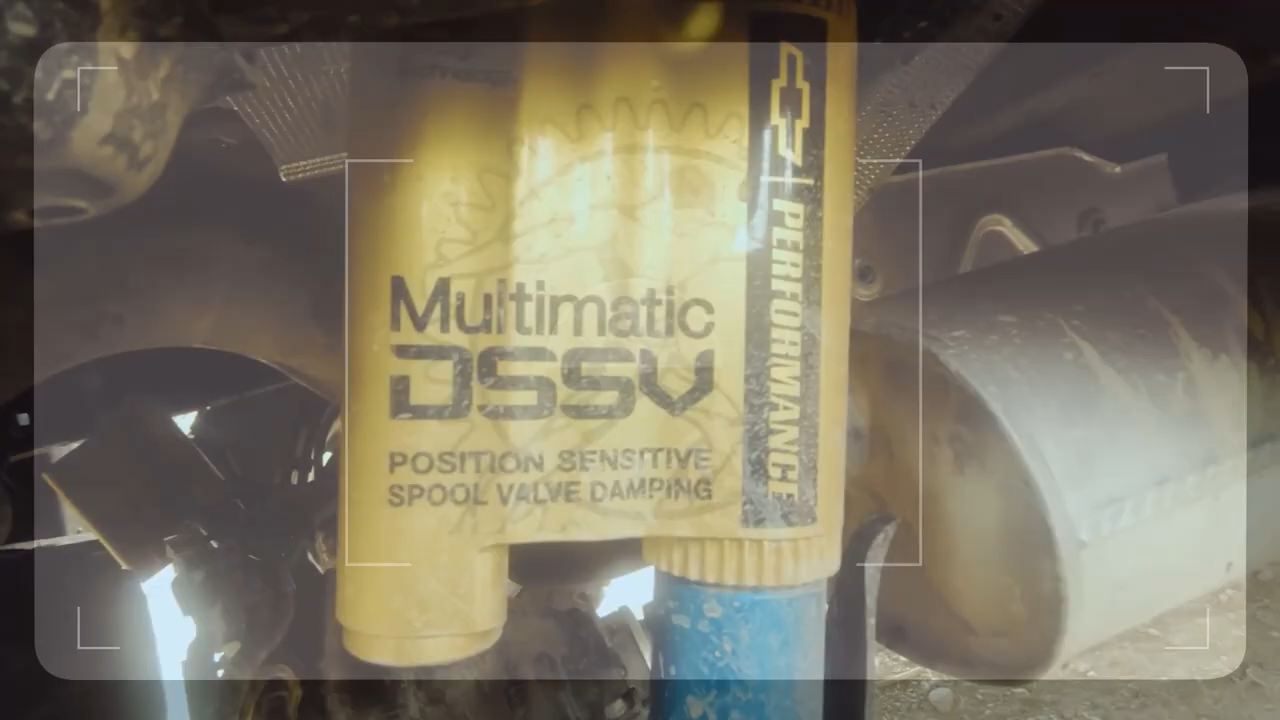 Multimatic
DSSV
POSITION SENSITIVE
SPOOL VALVE DAMPING
PERFORMANCE